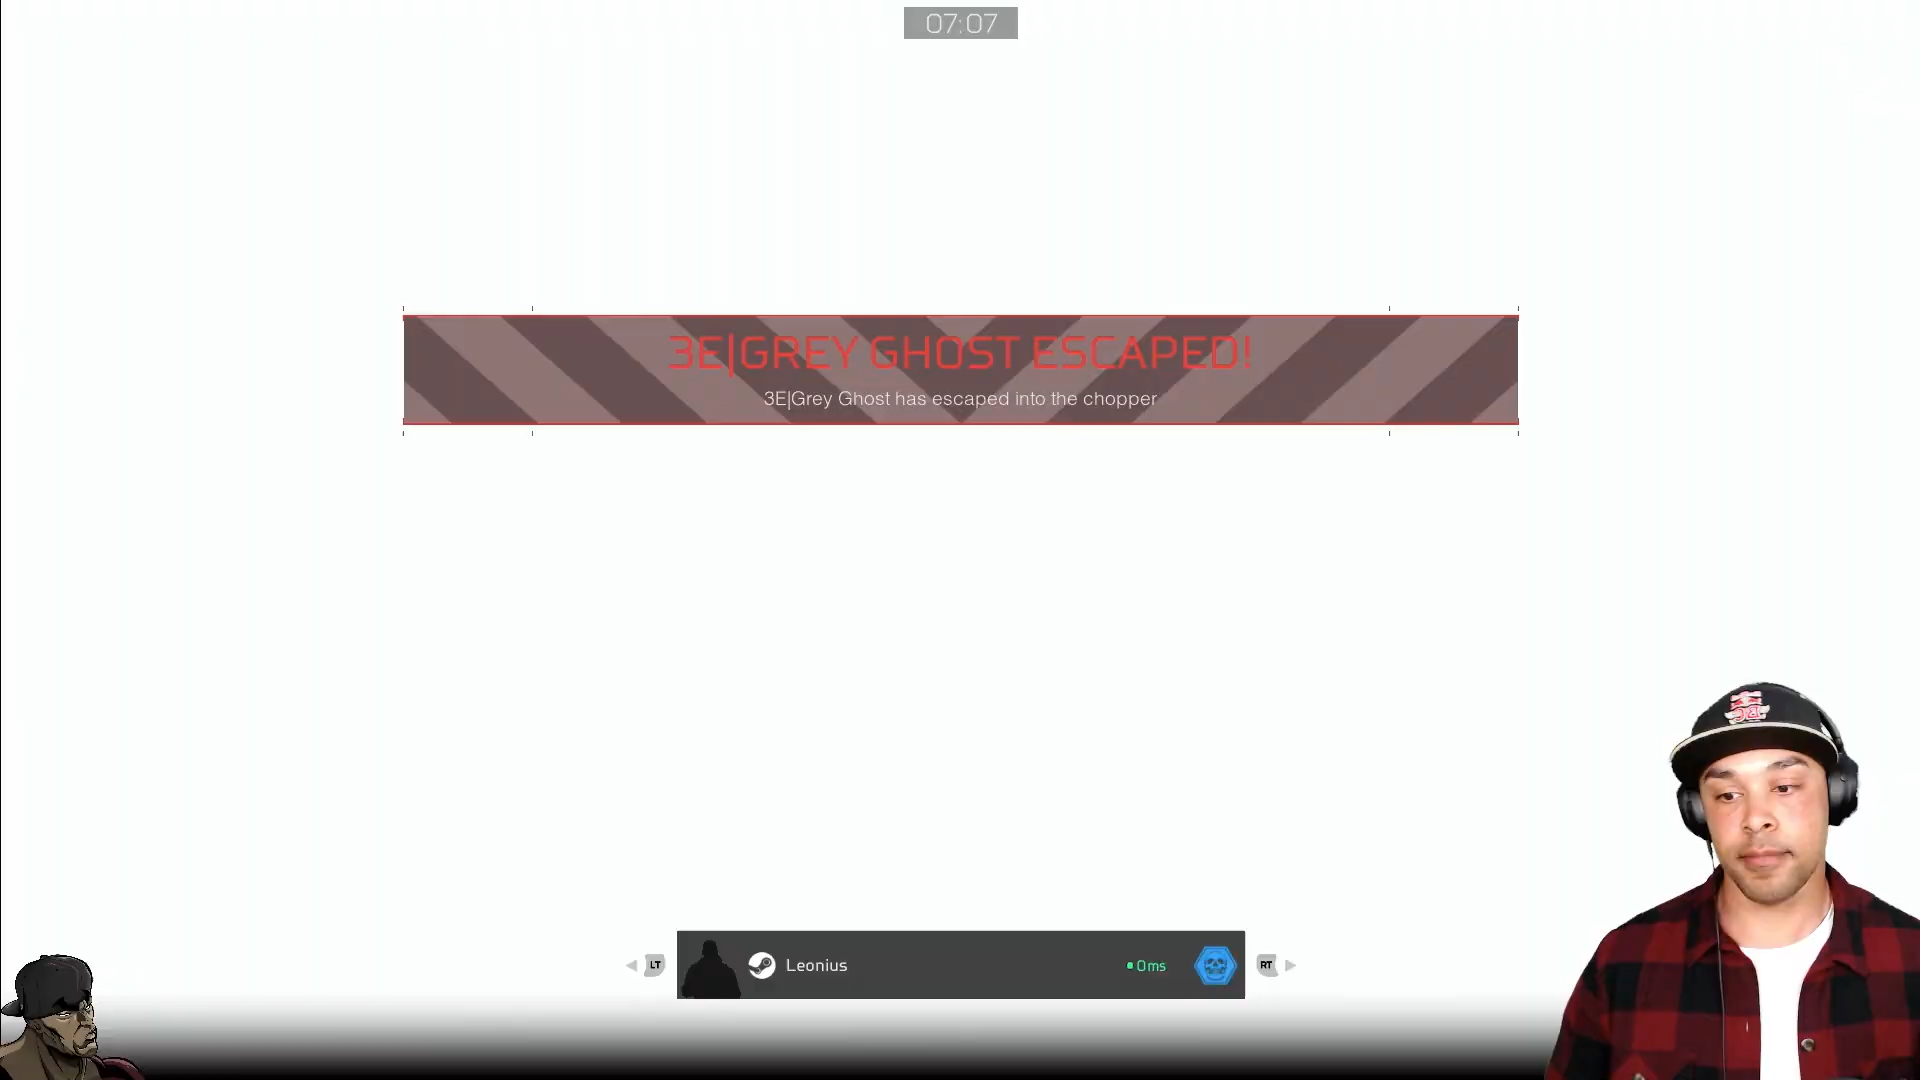 07:07
3E|GREY GHOST ESCAPED!
3E|Grey Ghost has escaped into the chopper
LT
Leonius
0ms
RT